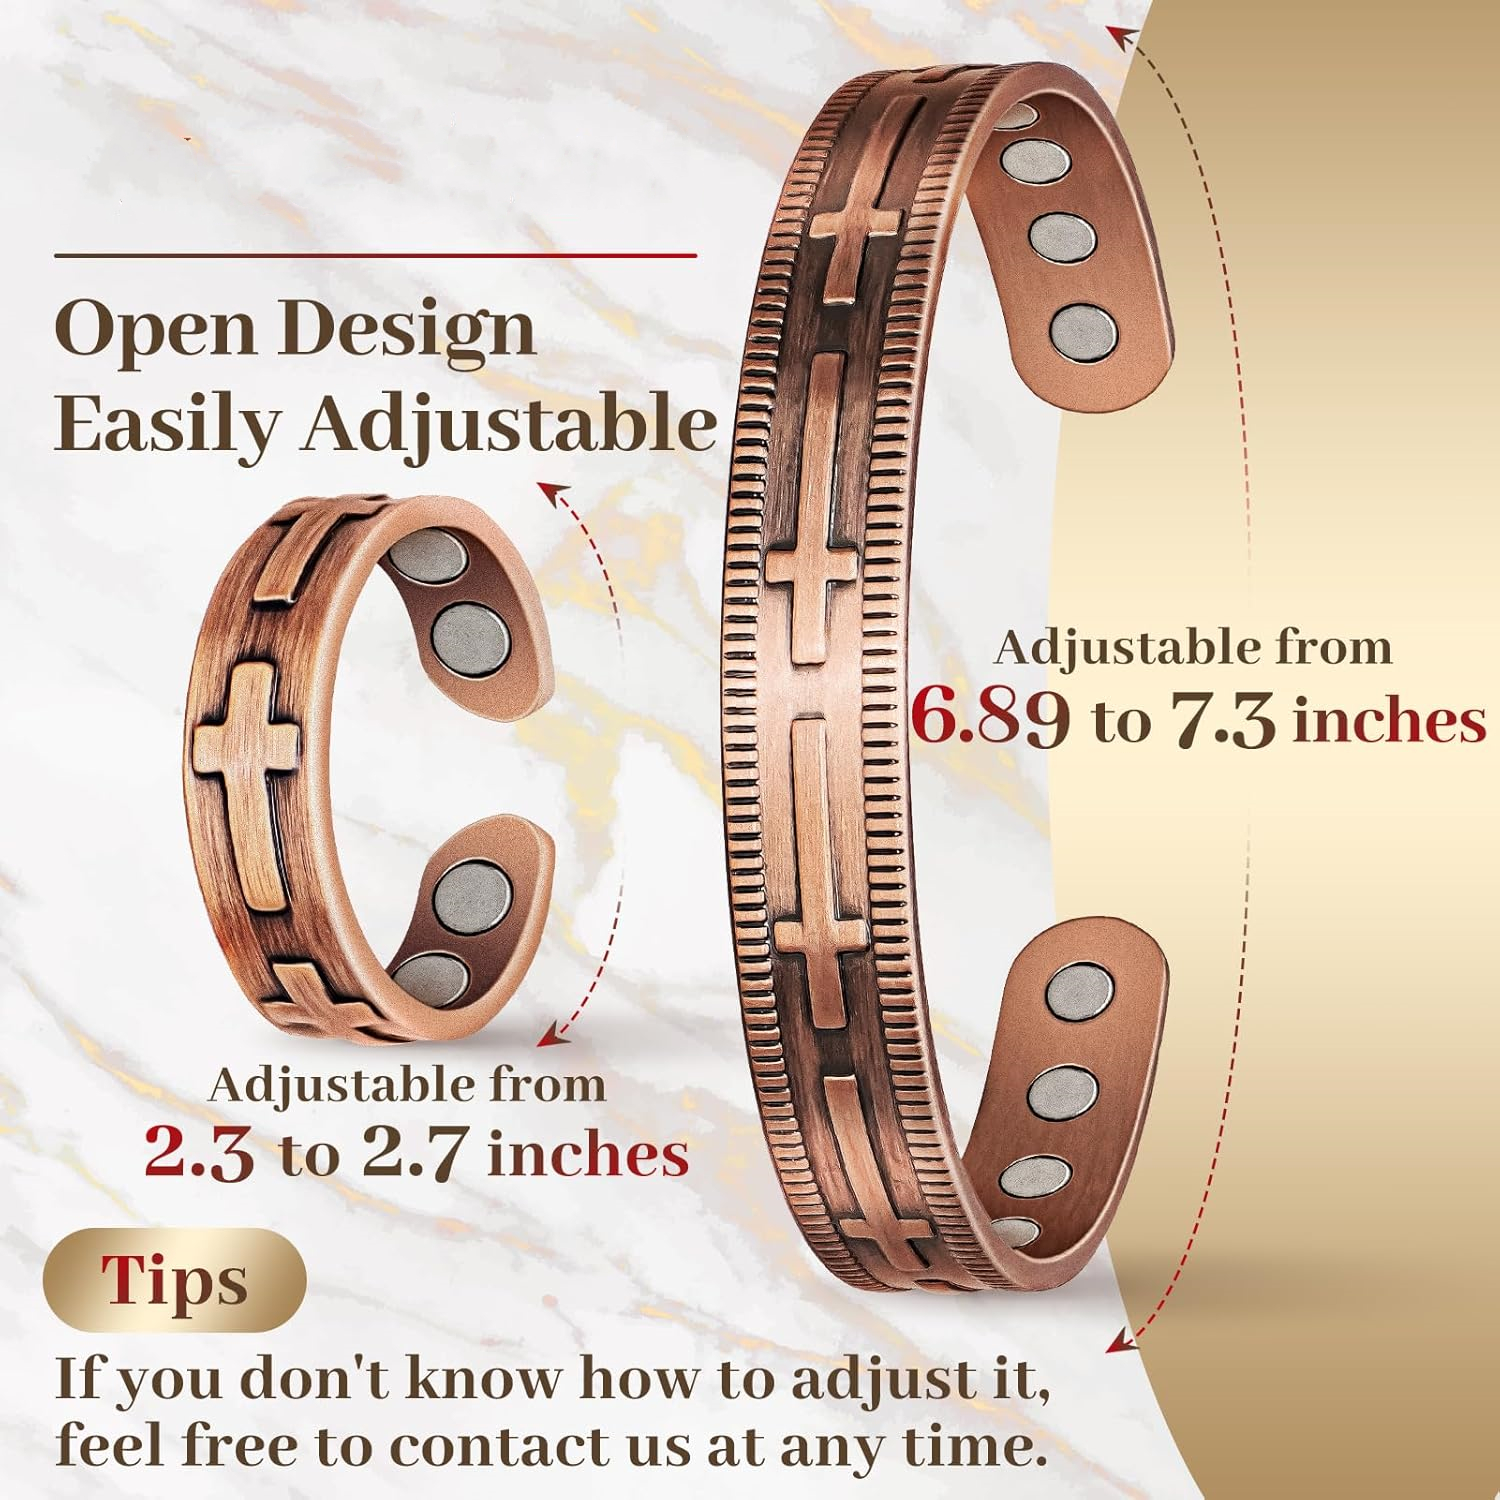 Open Design
Easily Adjustable
Adjustable from
6.89 to 7.3 inches
Adjustable from
2.3 to 2.7 inches
Tips
If you don't know how to adjust it,
feel free to contact us at any time.